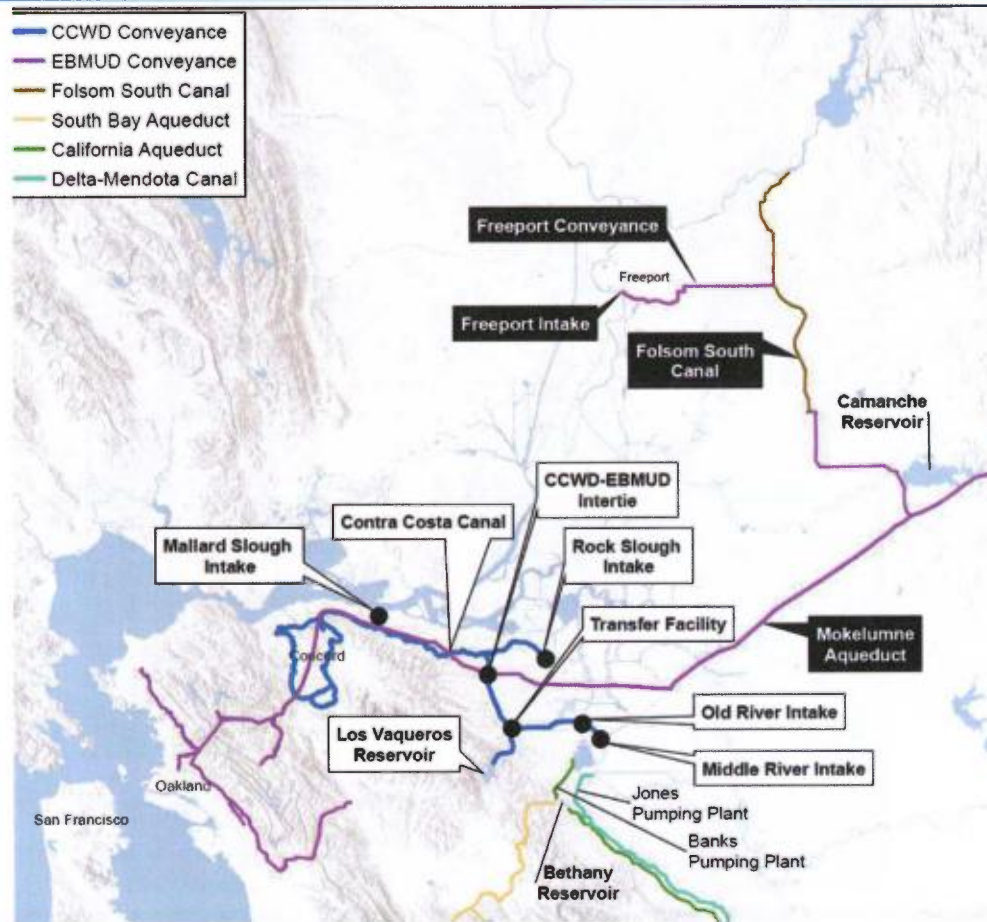 CCWD Conveyance
EBMUD Conveyance
Folsom South Canal
South Bay Aqueduct
California Aqueduct
Delta-Mendota Canal
Freeport Conveyance
Freeport
Freeport Intake
Folsom South
Canal
Camanche
Reservoir
CCWD-EBMUD
Intertie
Contra Costa Canal
Mallard Slough
Intake
Rock Slough
Intake
Transfer Facility
Mokelumne
Aqueduct
Concord
Old River Intake
Los Vaqueros
Reservoir
Middle River Intake
Oakland
Jones
Pumping Plant
San Francisco
Banks
Pumping Plant
Bethany
Reservoir